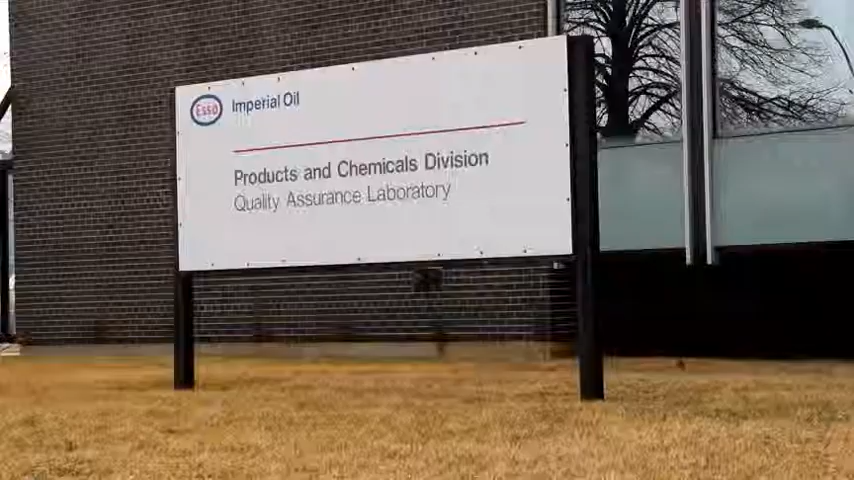 Esso Imperial Oil
Products and Chemicals Division
Quality Assurance Laboratory